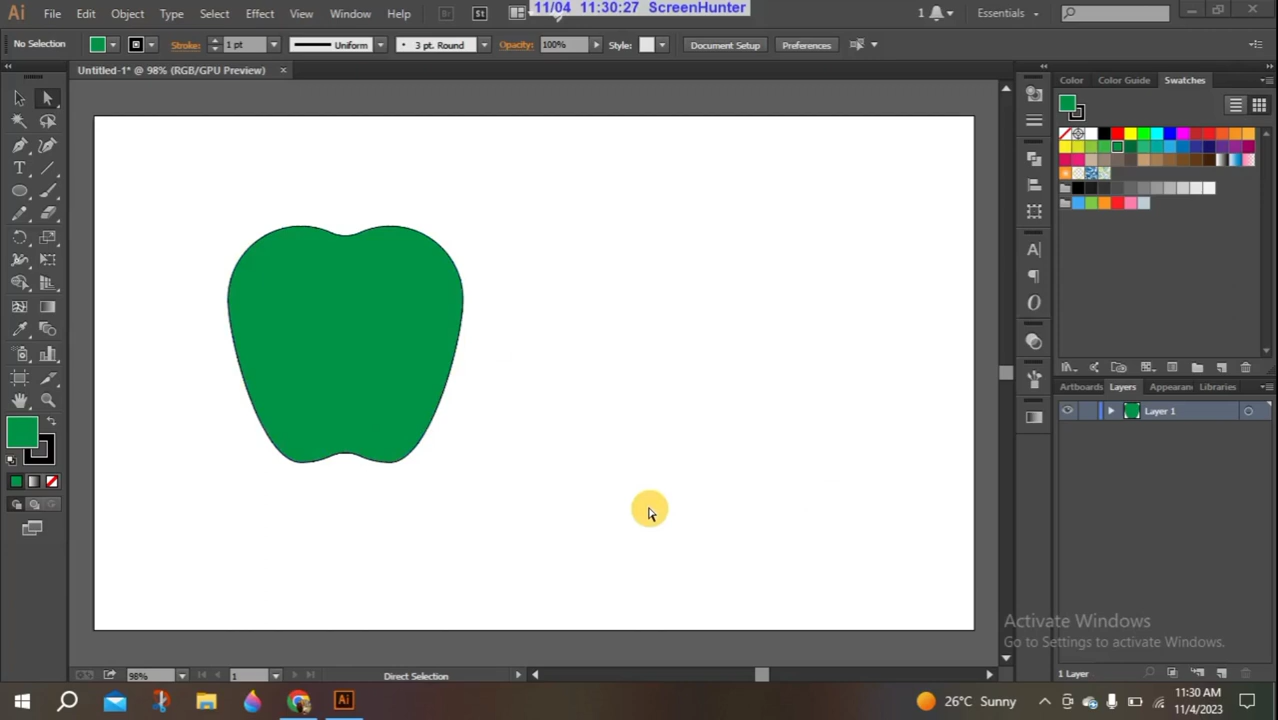 Ai File Edit Object Type Select Effect View Window Help Br St 11/04 11:30:27 ScreenHunter 1 Essentials
No Selection Stroke: 1 pt Uniform 3 pt. Round Opacity: 100% Style: Document Setup Preferences
Untitled-1* @ 98% (RGB/GPU Preview)
Color Color Guide Swatches
Artboards Layers Appearan Libraries
Layer 1
Activate Windows
Go to Settings to activate Windows.
98% 1 Direct Selection 1 Layer
Ai 26°C Sunny 11:30 AM
11/4/2023